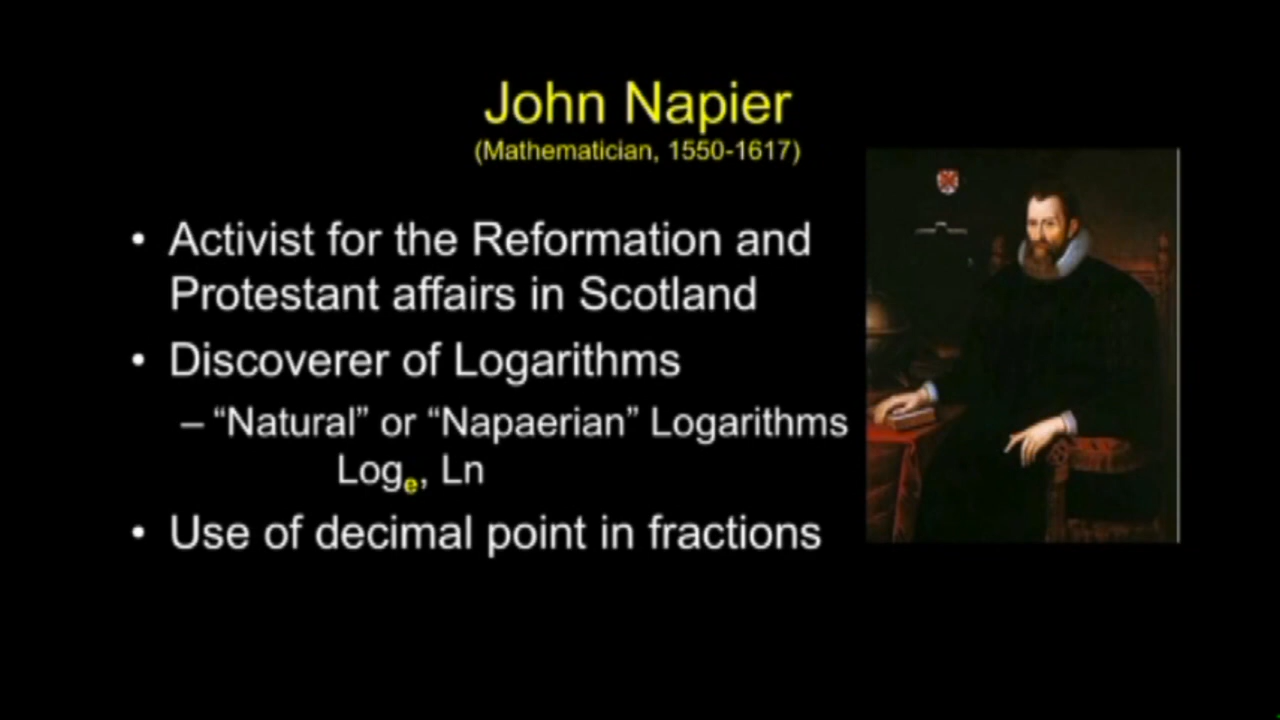 John Napier
(Mathematician, 1550-1617)
• Activist for the Reformation and
Protestant affairs in Scotland
• Discoverer of Logarithms
– “Natural” or “Napaerian” Logarithms
Logₑ, Ln
• Use of decimal point in fractions